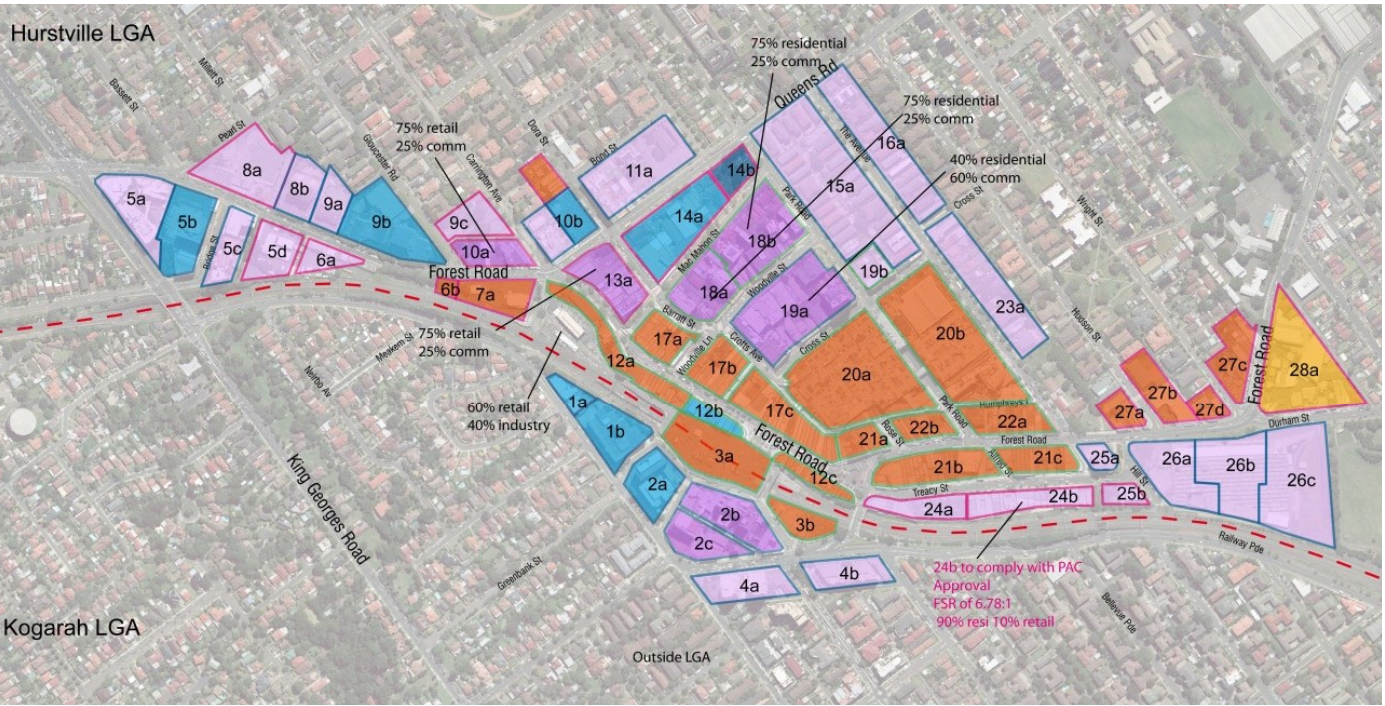 Hurstville LGA
Bassett St
Millett St
Pearl St
Gloucester Rd
Carrington Ave
Dora St
Bond St
Queens Rd
The Avenue
Park Road
Cross St
Wright St
Hudson St
75% residential
25% comm
75% residential
25% comm
40% residential
60% comm
75% retail
25% comm
5a
5b
5c
5d
6a
8a
8b
9a
9b
9c
10a
10b
11a
14a
14b
15a
16a
Bridge St
Forest Road
6b
7a
13a
Mac Mahon St
18a
18b
Woodville St
19a
19b
23a
Barratt St
Woodville Ln
Crofts Ave
Cross St
75% retail
25% comm
Meakem St
Neirbo Av
60% retail
40% industry
12a
17a
17b
17c
12b
20a
20b
Park Road
Humphreys L
22a
22b
Rose St
21a
Forest Road
Forest Road
21b
Alfred St
21c
25a
27a
27b
27c
27d
Forest Road
28a
Durham St
Hill St
26a
26b
26c
1a
1b
2a
2b
2c
3a
3b
12c
Treacy St
24a
24b
25b
4a
4b
Railway Pde
King Georges Road
Greenbank St
24b to comply with PAC
Approval
FSR of 6.78:1
90% resi 10% retail
Bellevue Pde
Kogarah LGA
Outside LGA